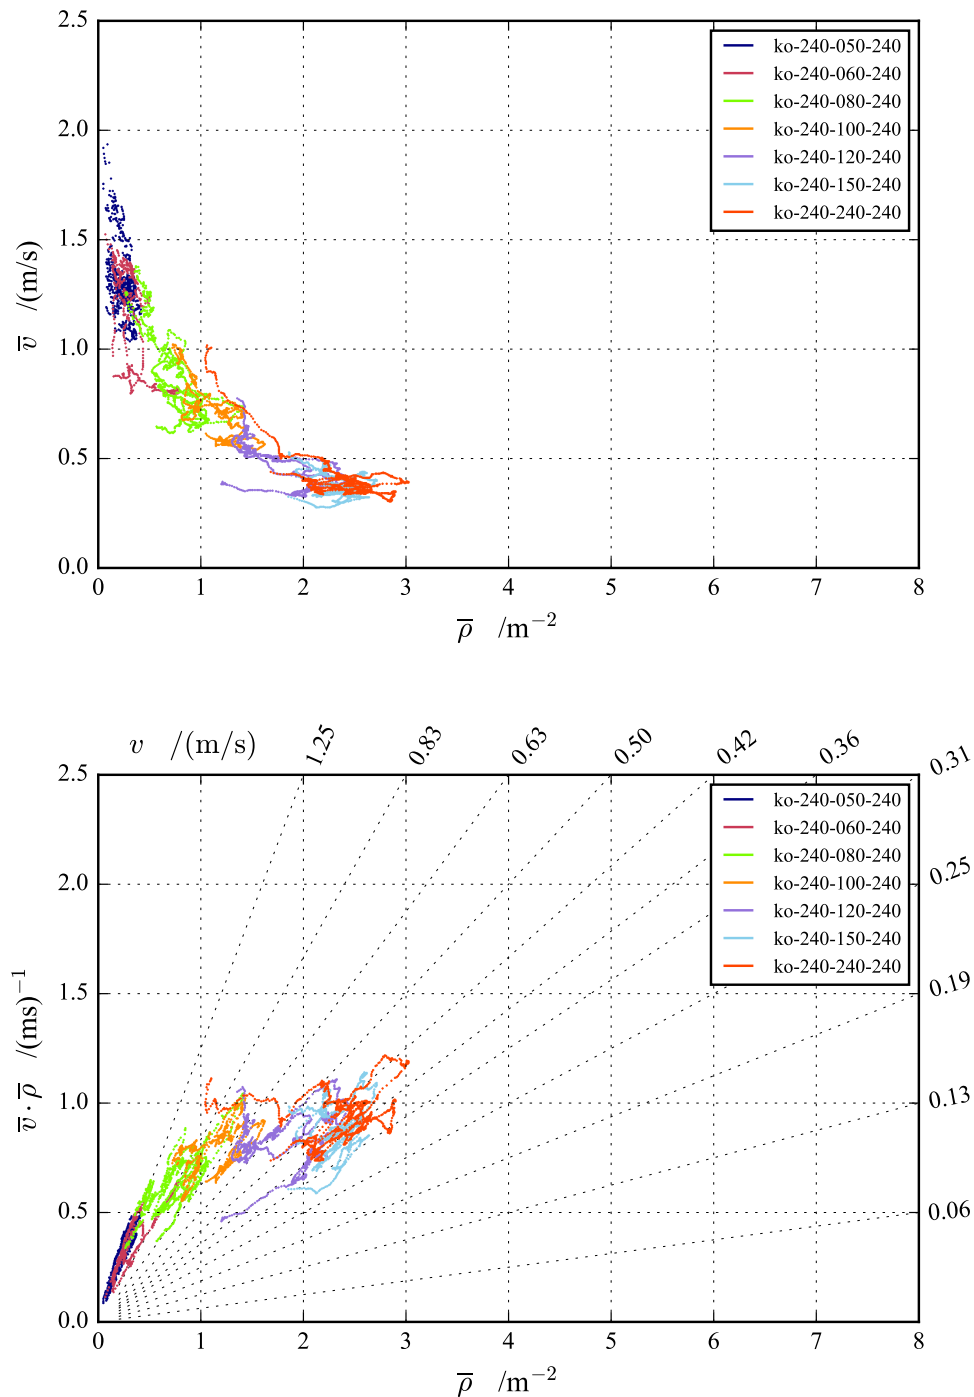 2.5
2.0
1.5
1.0
0.5
0.0
v̅ /(m/s)
ko-240-050-240
ko-240-060-240
ko-240-080-240
ko-240-100-240
ko-240-120-240
ko-240-150-240
ko-240-240-240
0 1 2 3 4 5 6 7 8
ρ̅ /m⁻²
v /(m/s) 1.25 0.83 0.63 0.50 0.42 0.36 0.31
0.25
0.19
0.13
0.06
2.5
2.0
1.5
1.0
0.5
0.0
v̅ · ρ̅ /(ms)⁻¹
ko-240-050-240
ko-240-060-240
ko-240-080-240
ko-240-100-240
ko-240-120-240
ko-240-150-240
ko-240-240-240
0 1 2 3 4 5 6 7 8
ρ̅ /m⁻²